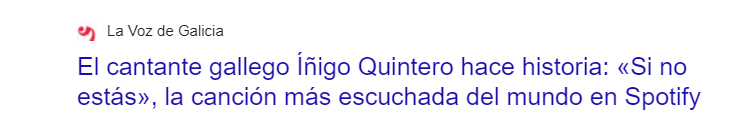 La Voz de Galicia
El cantante gallego Íñigo Quintero hace historia: «Si no
estás», la canción más escuchada del mundo en Spotify